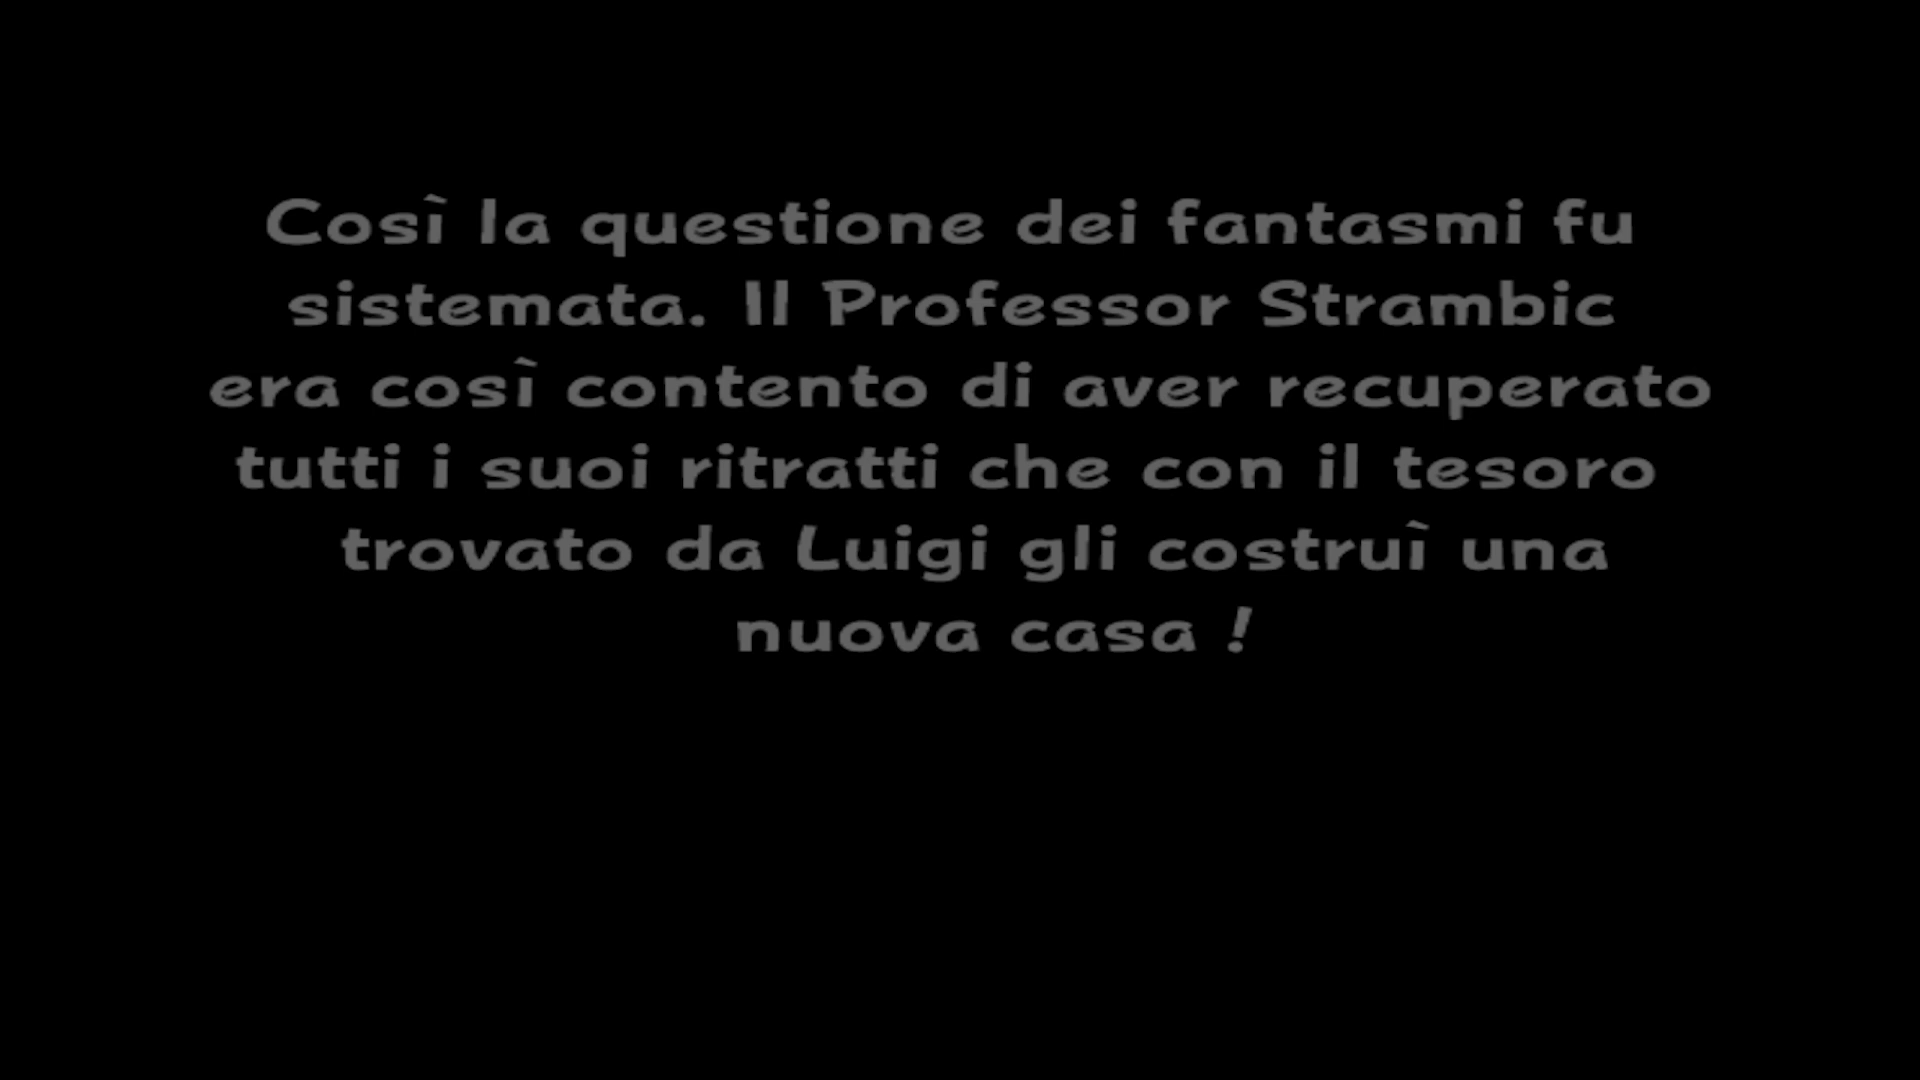 Così la questione dei fantasmi fu
sistemata. Il Professor Strambic
era così contento di aver recuperato
tutti i suoi ritratti che con il tesoro
trovato da Luigi gli costruì una
nuova casa !